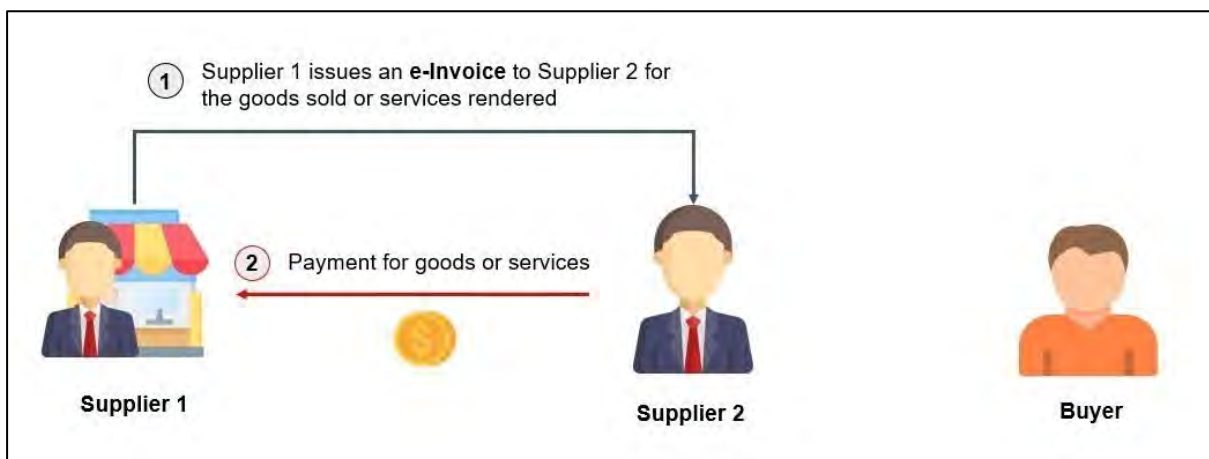 1 Supplier 1 issues an e-Invoice to Supplier 2 for
the goods sold or services rendered
2 Payment for goods or services
$
Supplier 1
Supplier 2
Buyer